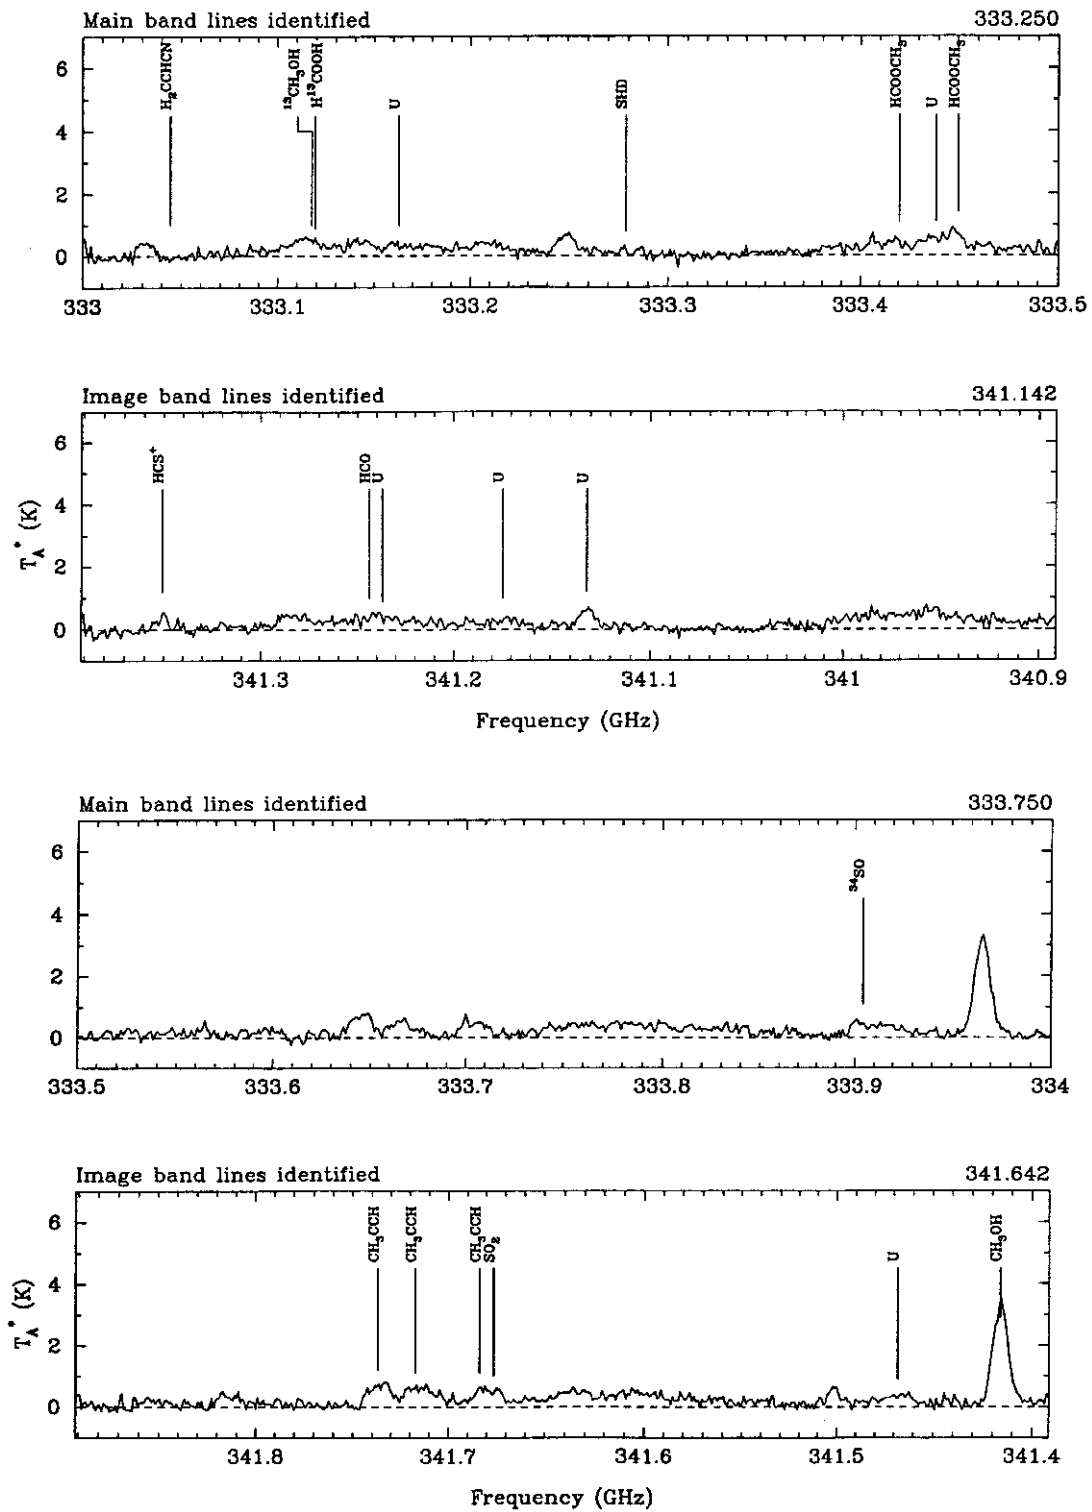 Main band lines identified 333.250
H₂CCHCN ¹³CH₃OH H¹³COOH U SHD HCOOCH₃ U HCOOCH₃
6
4
2
0
333 333.1 333.2 333.3 333.4 333.5
Image band lines identified 341.142
HCS⁺ HCO U U U
6
4
2
0
T_A* (K)
341.3 341.2 341.1 341 340.9
Frequency (GHz)
Main band lines identified 333.750
³⁴SO
6
4
2
0
333.5 333.6 333.7 333.8 333.9 334
Image band lines identified 341.642
CH₃CCH CH₃CCH CH₃CCH SO₂ U CH₃OH
6
4
2
0
T_A* (K)
341.8 341.7 341.6 341.5 341.4
Frequency (GHz)